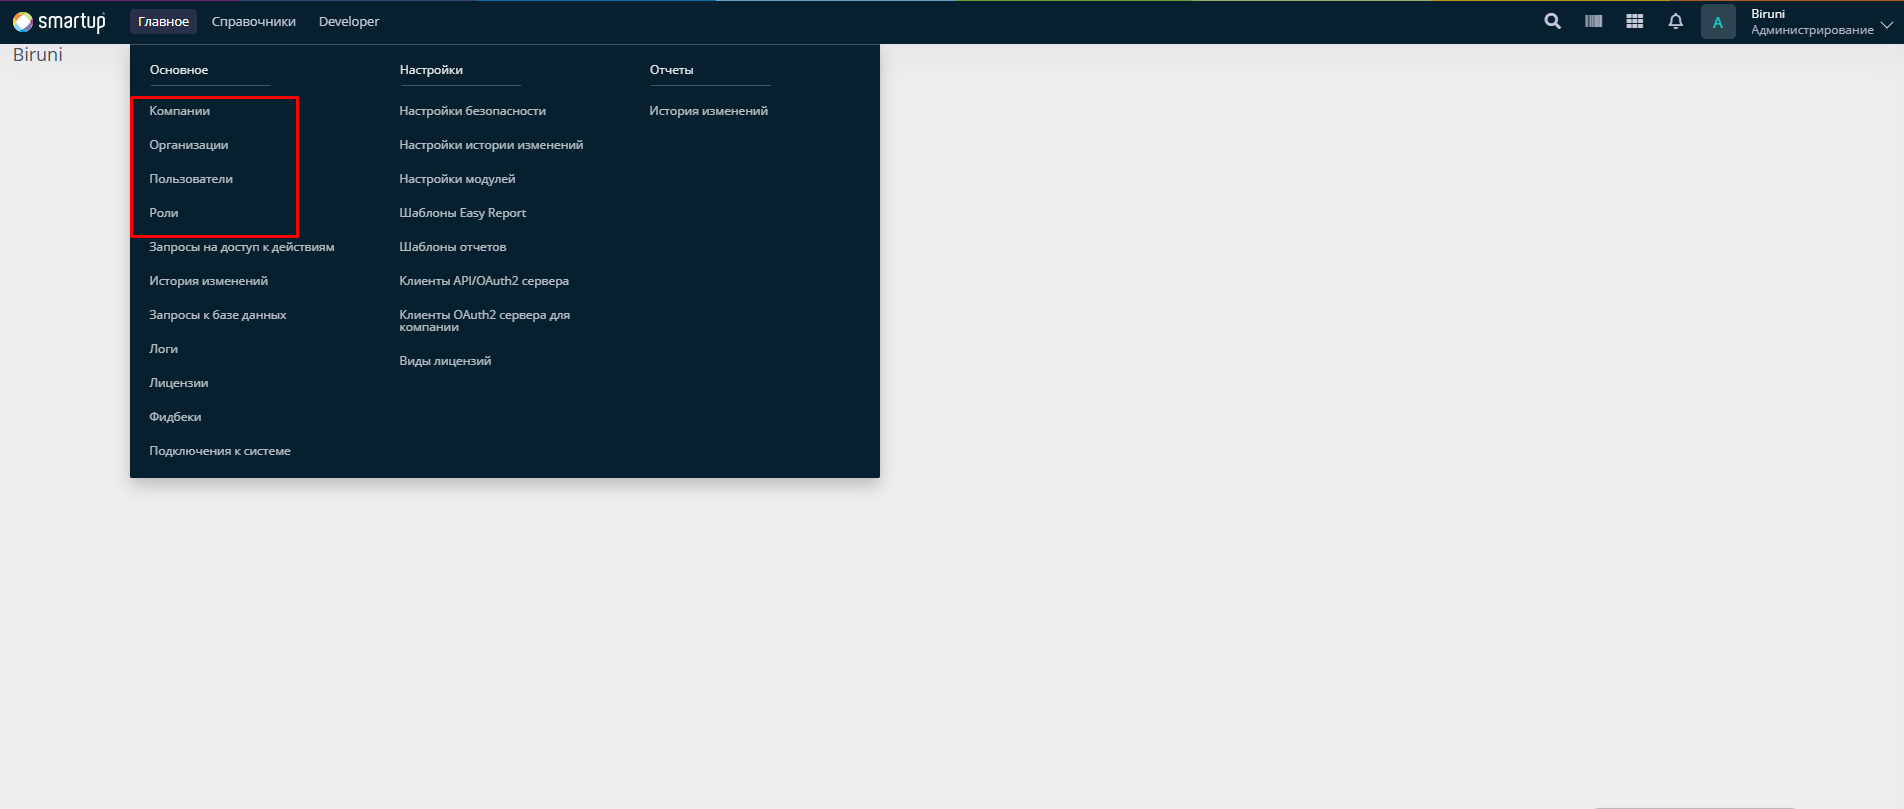 smartup
Главное
Справочники
Developer
A
Biruni
Администрирование
Biruni
Основное
Компании
Организации
Пользователи
Роли
Запросы на доступ к действиям
История изменений
Запросы к базе данных
Логи
Лицензии
Фидбеки
Подключения к системе
Настройки
Настройки безопасности
Настройки истории изменений
Настройки модулей
Шаблоны Easy Report
Шаблоны отчетов
Клиенты API/OAuth2 сервера
Клиенты OAuth2 сервера для
компании
Виды лицензий
Отчеты
История изменений